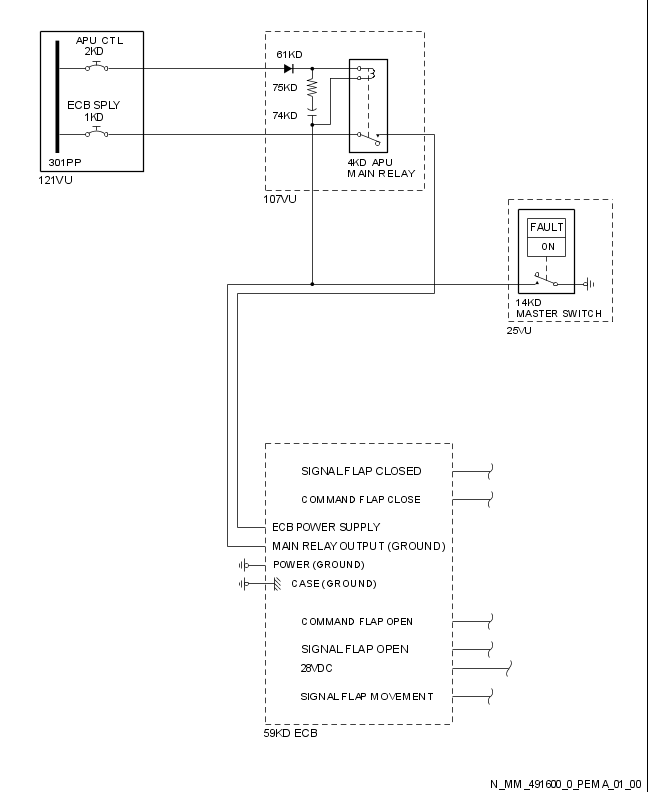 APU CTL
2KD
ECB SPLY
1KD
301PP
121VU
61KD
75KD
74KD
4KD APU
MAIN RELAY
107VU
FAULT
ON
14KD
MASTER SWITCH
25VU
SIGNAL FLAP CLOSED
COMMAND FLAP CLOSE
ECB POWER SUPPLY
MAIN RELAY OUTPUT (GROUND)
POWER (GROUND)
CASE (GROUND)
COMMAND FLAP OPEN
SIGNAL FLAP OPEN
28VDC
SIGNAL FLAP MOVEMENT
59KD ECB
N_MM_491600_0_PEMA_01_00